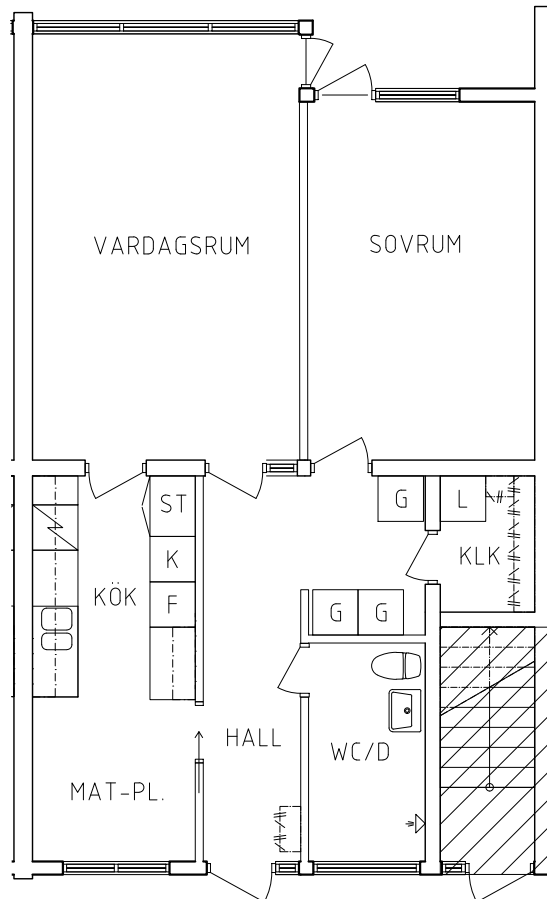 VARDAGSRUM
SOVRUM
ST
G
L
K
KLK
KÖK
F
G
G
HALL
WC/D
MAT-PL.